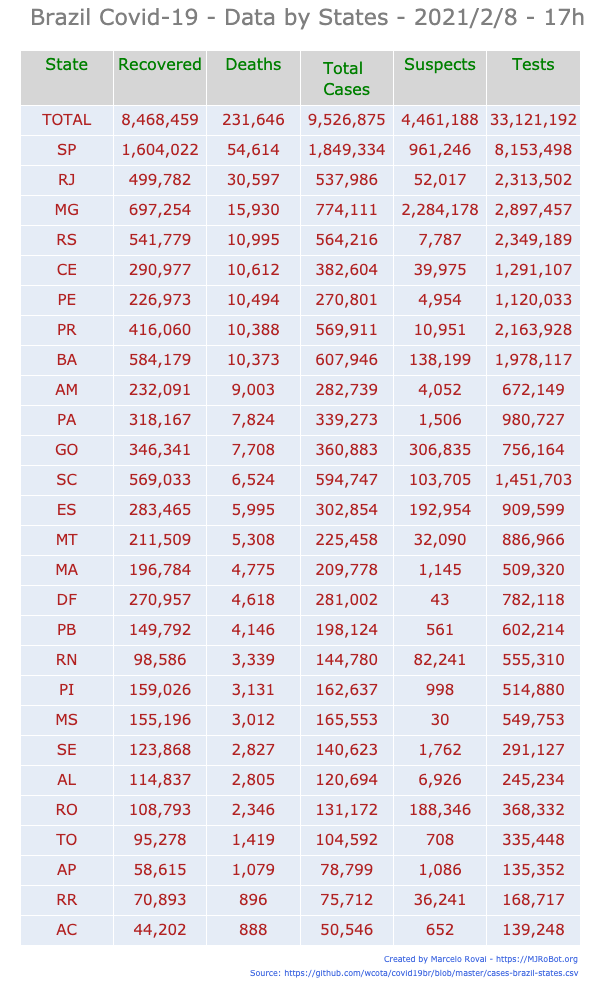 Brazil Covid-19 - Data by States - 2021/2/8 - 17h
State Recovered Deaths Total Cases Suspects Tests
TOTAL 8,468,459 231,646 9,526,875 4,461,188 33,121,192
SP 1,604,022 54,614 1,849,334 961,246 8,153,498
RJ 499,782 30,597 537,986 52,017 2,313,502
MG 697,254 15,930 774,111 2,284,178 2,897,457
RS 541,779 10,995 564,216 7,787 2,349,189
CE 290,977 10,612 382,604 39,975 1,291,107
PE 226,973 10,494 270,801 4,954 1,120,033
PR 416,060 10,388 569,911 10,951 2,163,928
BA 584,179 10,373 607,946 138,199 1,978,117
AM 232,091 9,003 282,739 4,052 672,149
PA 318,167 7,824 339,273 1,506 980,727
GO 346,341 7,708 360,883 306,835 756,164
SC 569,033 6,524 594,747 103,705 1,451,703
ES 283,465 5,995 302,854 192,954 909,599
MT 211,509 5,308 225,458 32,090 886,966
MA 196,784 4,775 209,778 1,145 509,320
DF 270,957 4,618 281,002 43 782,118
PB 149,792 4,146 198,124 561 602,214
RN 98,586 3,339 144,780 82,241 555,310
PI 159,026 3,131 162,637 998 514,880
MS 155,196 3,012 165,553 30 549,753
SE 123,868 2,827 140,623 1,762 291,127
AL 114,837 2,805 120,694 6,926 245,234
RO 108,793 2,346 131,172 188,346 368,332
TO 95,278 1,419 104,592 708 335,448
AP 58,615 1,079 78,799 1,086 135,352
RR 70,893 896 75,712 36,241 168,717
AC 44,202 888 50,546 652 139,248
Created by Marcelo Rovai - https://MJRoBot.org
Source: https://github.com/wcota/covid19br/blob/master/cases-brazil-states.csv